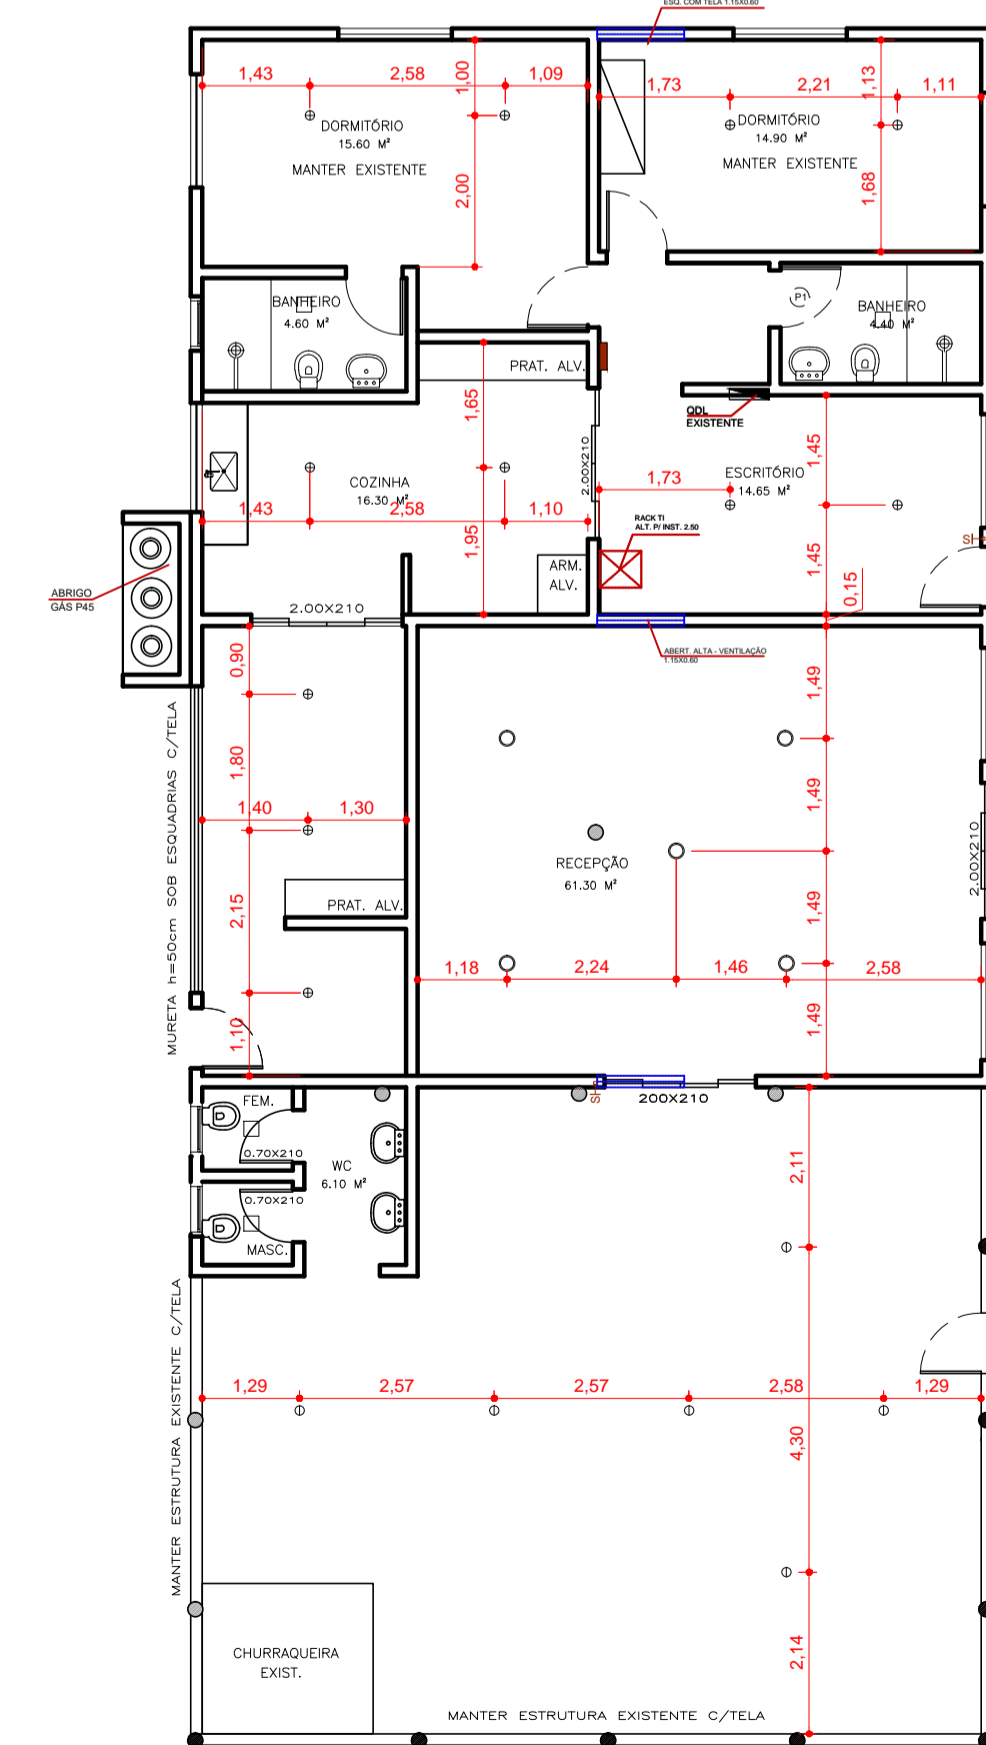 ESQ. COM TELA 1.15X0.60
1,43
2,58
1,00
1,09
1,73
2,21
1,13
1,11
DORMITÓRIO
15.60 M²
MANTER EXISTENTE
DORMITÓRIO
14.90 M²
MANTER EXISTENTE
2,00
1,68
BANHEIRO
4.60 M²
P1
BANHEIRO
4.40 M²
PRAT. ALV.
1,65
QDL
EXISTENTE
2.00X210
1,45
COZINHA
16.30 M²
1,43
2,58
1,10
1,95
1,73
ESCRITÓRIO
14.65 M²
RACK TI
ALT. P/ INST. 2.50
1,45
SI
ARM.
ALV.
0,15
ABRIGO
GÁS P45
2.00X210
ABERT. ALTA - VENTILAÇÃO
1.15X0.60
0,90
1,49
MURETA h=50cm SOB ESQUADRIAS C/TELA
1,80
1,49
1,40
1,30
RECEPÇÃO
61.30 M²
2.00X210
PRAT. ALV.
2,15
1,49
1,18
2,24
1,46
2,58
1,10
1,49
SI
200X210
FEM.
0.70X210
WC
6.10 M²
0.70X210
MASC.
2,11
MANTER ESTRUTURA EXISTENTE C/TELA
1,29
2,57
2,57
2,58
1,29
4,30
2,14
CHURRAQUEIRA
EXIST.
MANTER ESTRUTURA EXISTENTE C/TELA